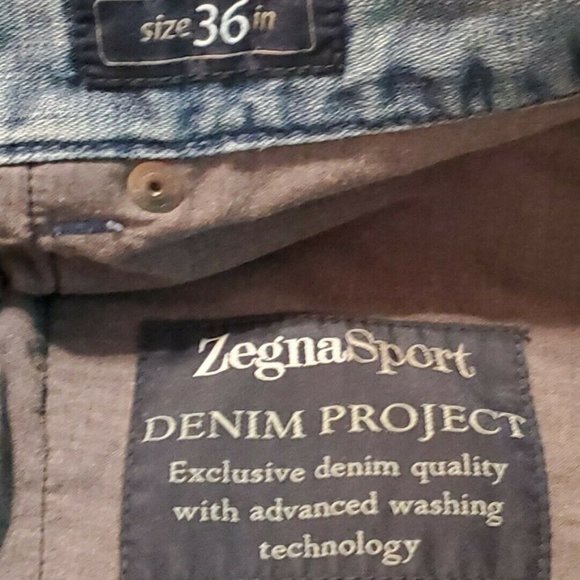 size 36 in
ZegnaSport
DENIM PROJECT
Exclusive denim quality
with advanced washing
technology